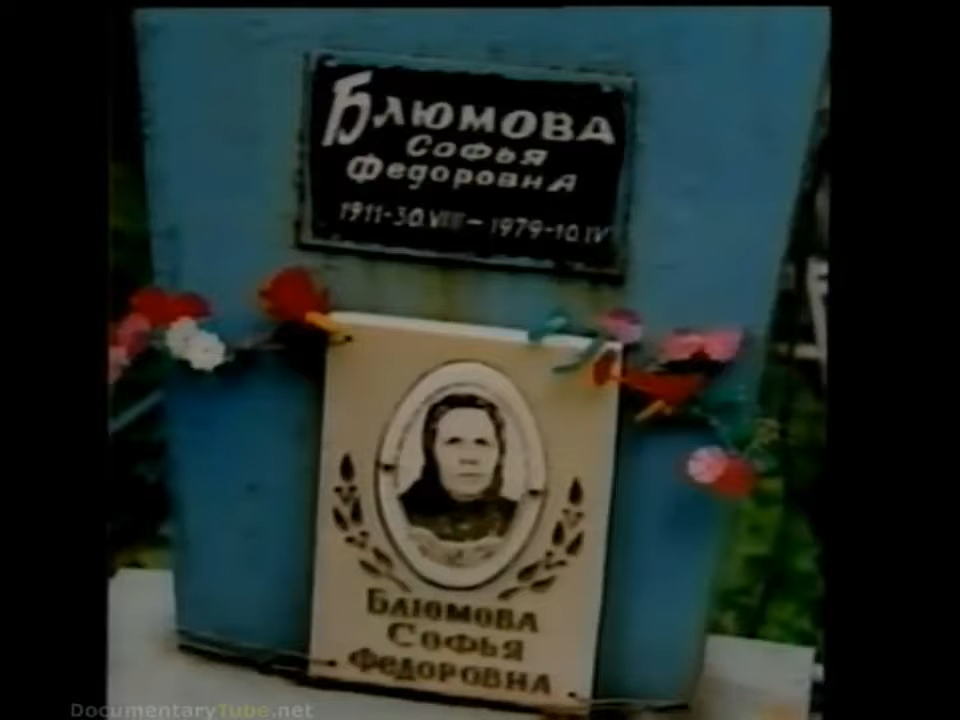 Блюмова
Софья
Федоровна
1911-30.VIII – 1979-10.IV
Блюмова
Софья
Федоровна
DocumentaryTube.net